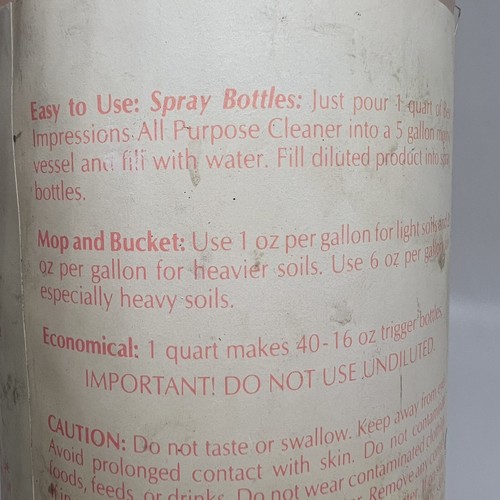 Easy to Use: Spray Bottles: Just pour 1 quart of
Impressions All Purpose Cleaner into a 5 gallon
vessel and fill with water. Fill diluted product into
bottles.
Mop and Bucket: Use 1 oz per gallon for light soils,
oz per gallon for heavier soils. Use 6 oz per
especially heavy soils.
Economical: 1 quart makes 40-16 oz trigger bottles
IMPORTANT! DO NOT USE UNDILUTED.
CAUTION: Do not taste or swallow. Keep away from
Avoid prolonged contact with skin. Do not
foods, feeds, or drinks. Do not wear contaminated
Remove any